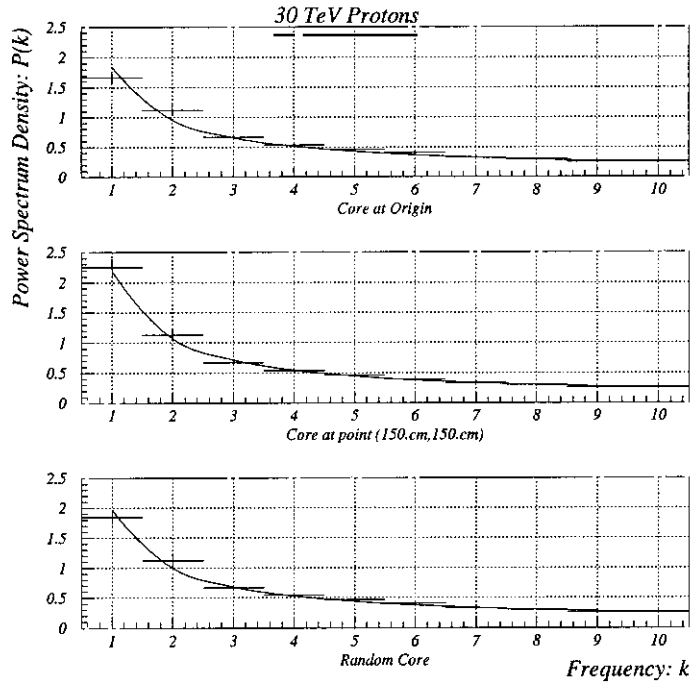 30 TeV Protons
Power Spectrum Density: P(k)
2.5
2
1.5
1
0.5
0
1 2 3 4 5 6 7 8 9 10
Core at Origin
2.5
2
1.5
1
0.5
0
1 2 3 4 5 6 7 8 9 10
Core at point (150.cm,150.cm)
2.5
2
1.5
1
0.5
0
1 2 3 4 5 6 7 8 9 10
Random Core
Frequency: k